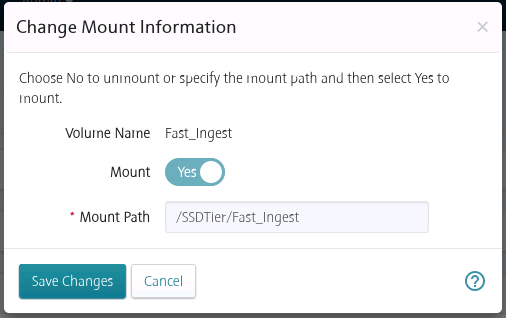 Change Mount Information
×
Choose No to unmount or specify the mount path and then select Yes to
mount.
Volume Name Fast_Ingest
Mount Yes
* Mount Path /SSDTier/Fast_Ingest
Save Changes Cancel ?